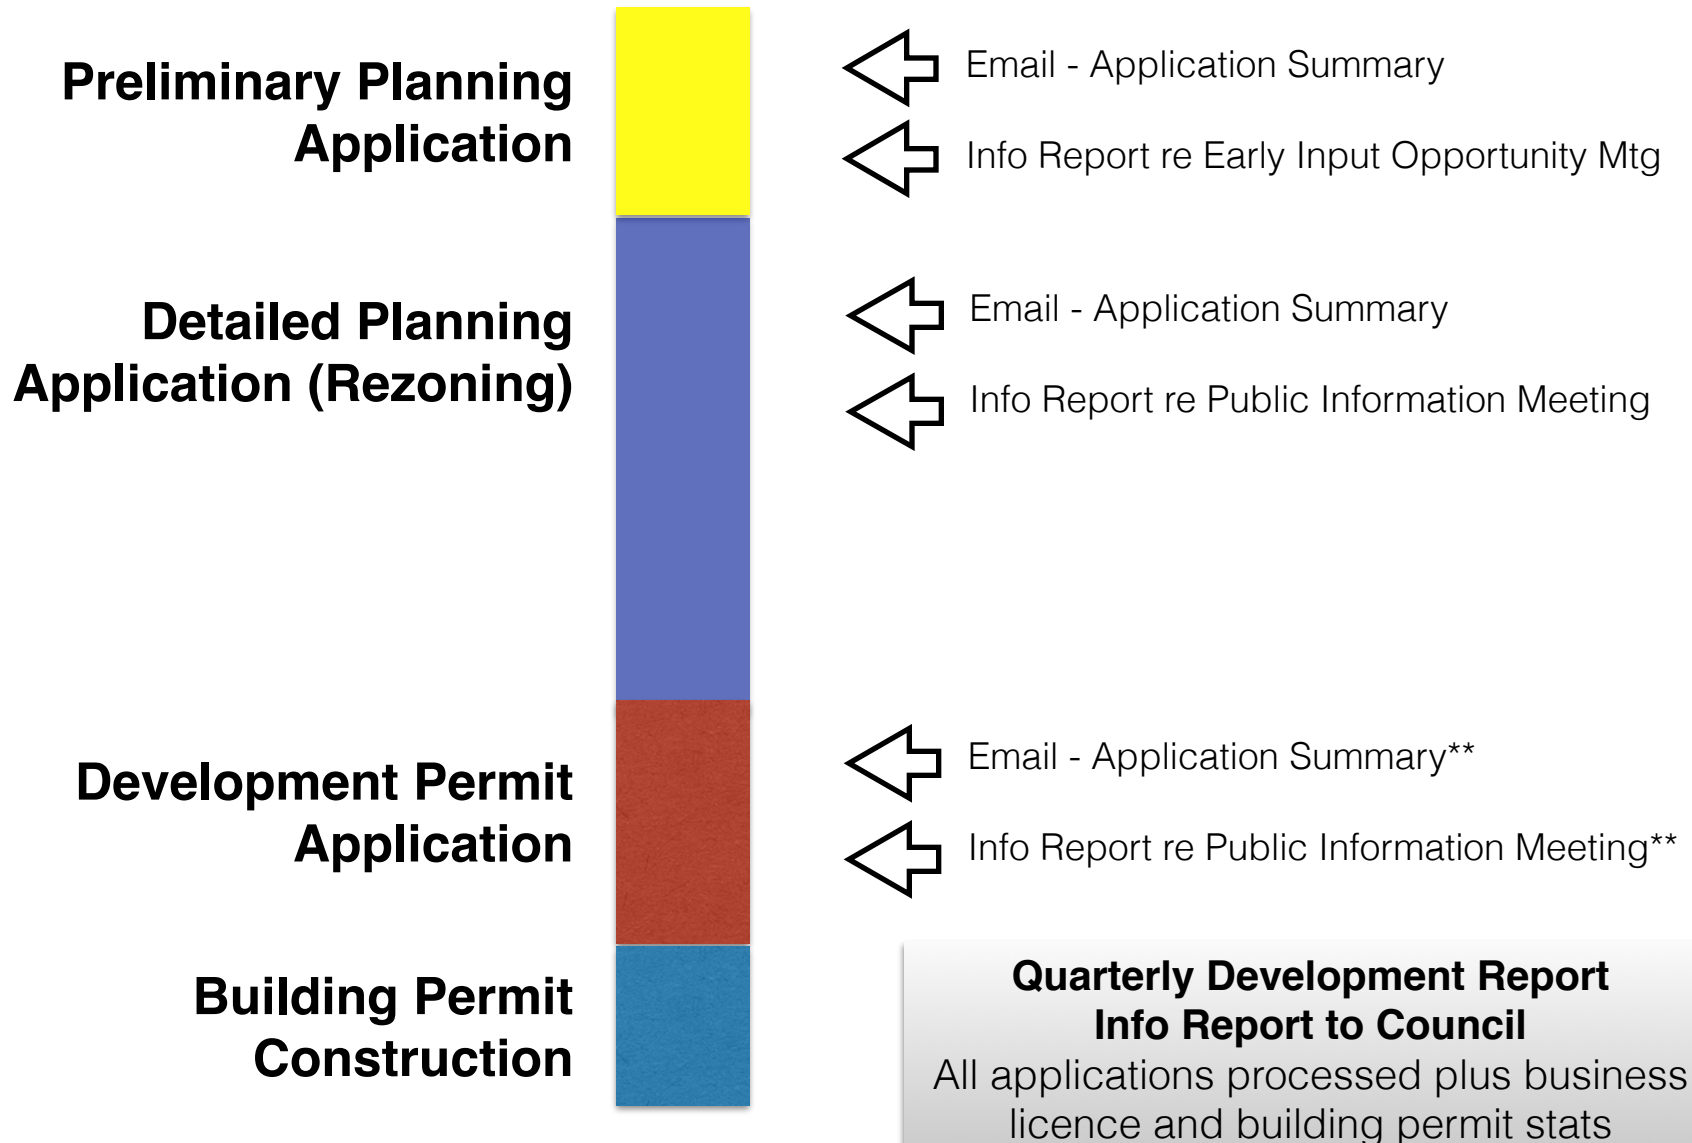 Preliminary Planning
Application
Email - Application Summary
Info Report re Early Input Opportunity Mtg
Detailed Planning
Application (Rezoning)
Email - Application Summary
Info Report re Public Information Meeting
Development Permit
Application
Email - Application Summary**
Info Report re Public Information Meeting**
Building Permit
Construction
Quarterly Development Report
Info Report to Council
All applications processed plus business
licence and building permit stats